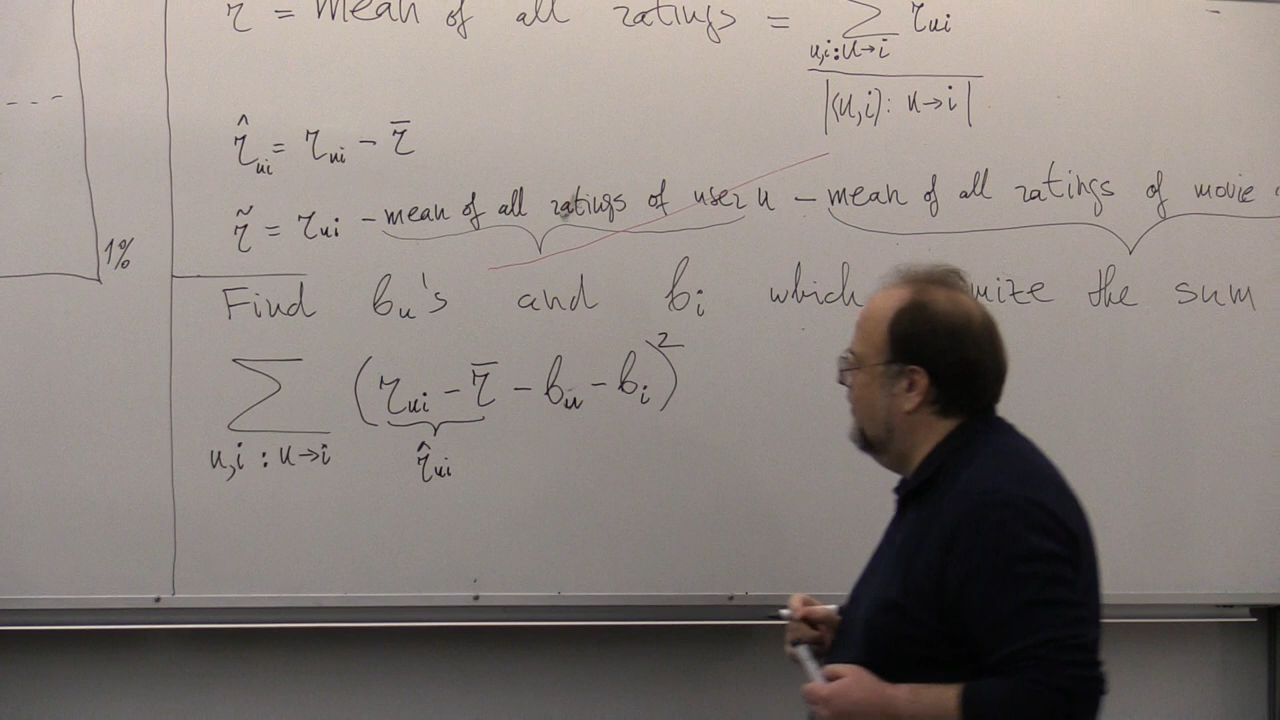 r̄ = mean of all ratings = ∑ r_ui
u,i: u→i
|(u,i): u→i|
r̂_ui = r_ui − r̄
r̃ = r_ui − mean of all ratings of user u − mean of all ratings of movie
1%
Find b_u's and b_i which the sum
∑ (r_ui − r̄ − b_u − b_i)²
u,i : u→i r̂_ui